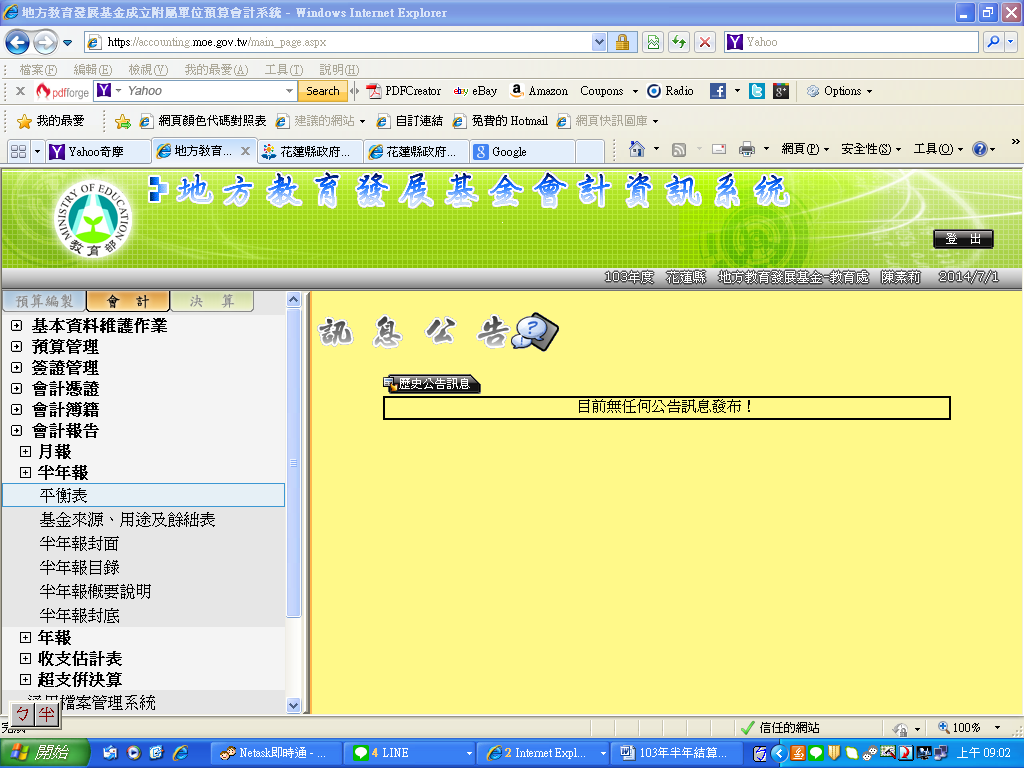 地方教育發展基金成立附屬單位預算會計系統 - Windows Internet Explorer
https://accounting.moe.gov.tw/main_page.aspx
Yahoo
檔案(F) 編輯(E) 檢視(V) 我的最愛(A) 工具(T) 說明(H)
pdfforge Yahoo Search PDFCreator eBay Amazon Coupons Radio Options
我的最愛 網頁顏色代碼對照表 建議的網站 自訂連結 免費的 Hotmail 網頁快訊圖庫
Yahoo奇摩 地方教育... 花蓮縣政府... 花蓮縣政府... Google 網頁(P) 安全性(S) 工具(O)
地方教育發展基金會計資訊系統
MINISTRY OF EDUCATION
教育部
登 出
103年度 花蓮縣 地方教育發展基金-教育處 陳素莉 2014/7/1
預算編製 會 計 決 算
基本資料維護作業
預算管理
簽證管理
會計憑證
會計簿籍
會計報告
月報
半年報
平衡表
基金來源、用途及餘絀表
半年報封面
半年報目錄
半年報概要說明
半年報封底
年報
收支估計表
超支併決算
檔案管理系統
訊息公告
歷史公告訊息
目前無任何公告訊息發布！
ㄅ 半
信任的網站 100%
開始 Netask即時通 - ... 4 LINE 2 Internet Expl... 103年半年結算... 上午 09:02